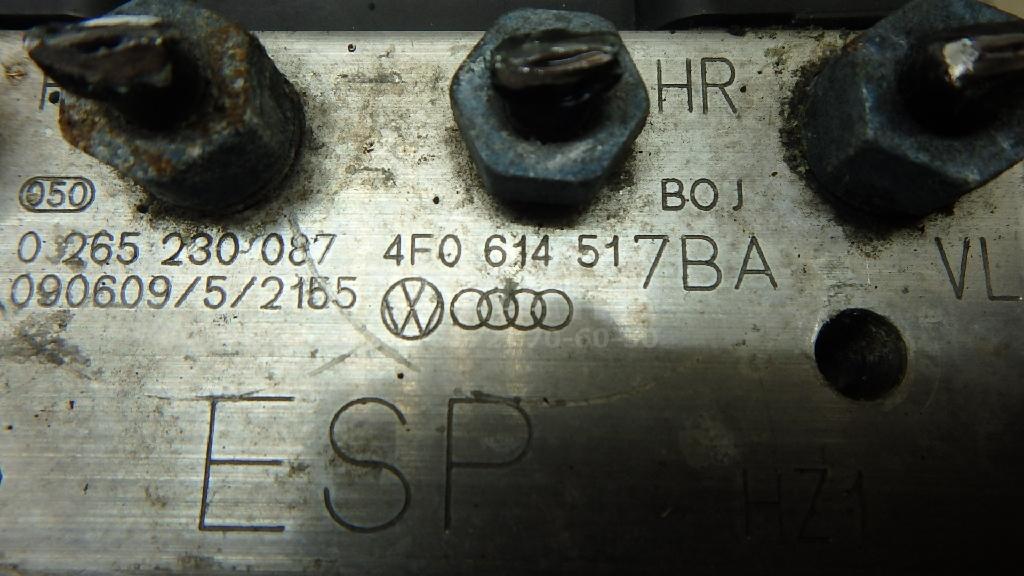 HR
050
BOJ
0 265 230 087 4F0 614 517BA VL
090609/5/2155
ESP
HZ1